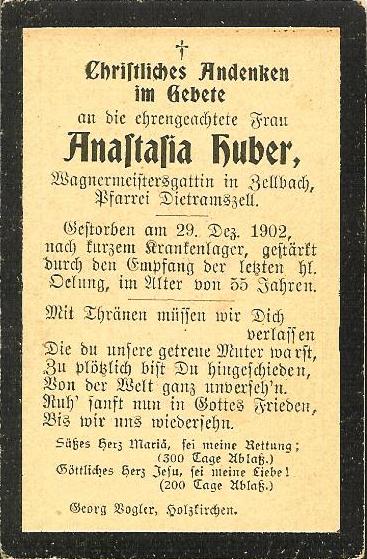 Christliches Andenken
im Gebete
an die ehrengeachtete Frau
Anastasia Huber,
Wagnermeistersgattin in Zellbach,
Pfarrei Dietramszell.
Gestorben am 29. Dez. 1902,
nach kurzem Krankenlager, gestärkt
durch den Empfang der letzten hl.
Oelung, im Alter von 55 Jahren.
Mit Thränen müssen wir Dich
verlassen
Die du unsere getreue Muter warst,
Zu plötzlich bist Du hingeschieden,
Von der Welt ganz unverseh'n.
Ruh' sanft nun in Gottes Frieden,
Bis wir uns wiedersehn.
Süßes Herz Mariä, sei meine Rettung;
(300 Tage Ablaß.)
Göttliches Herz Jesu, sei meine Liebe!
(200 Tage Ablaß.)
Georg Vogler, Holzkirchen.